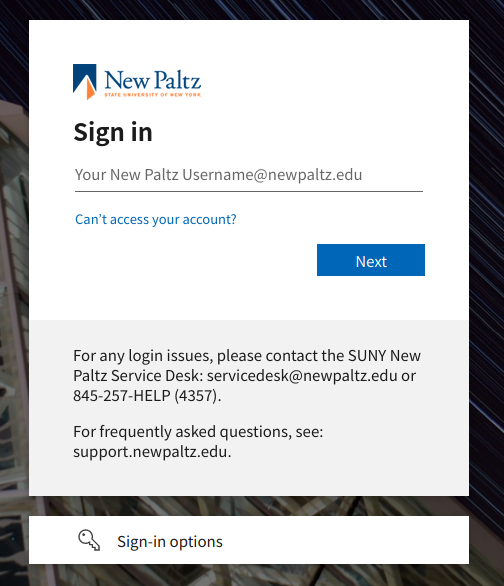 New Paltz
STATE UNIVERSITY OF NEW YORK
Sign in
Your New Paltz Username@newpaltz.edu
Can't access your account?
Next
For any login issues, please contact the SUNY New
Paltz Service Desk: servicedesk@newpaltz.edu or
845-257-HELP (4357).
For frequently asked questions, see:
support.newpaltz.edu.
Sign-in options